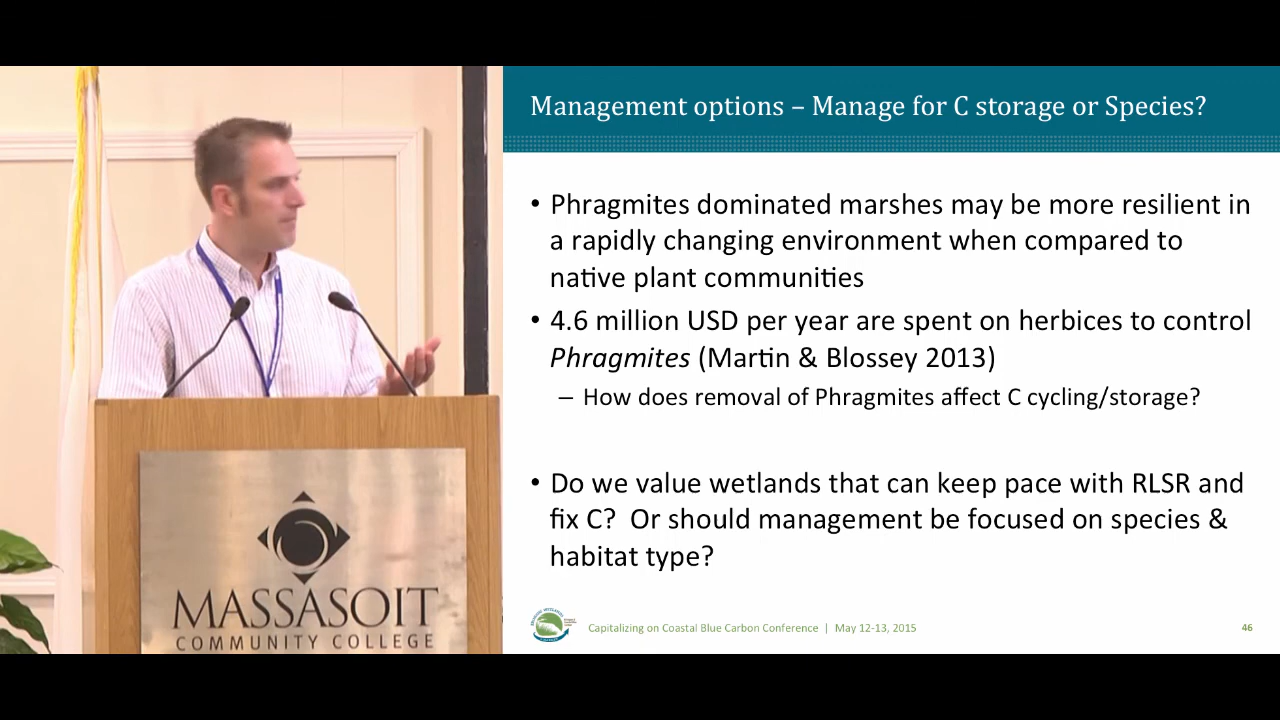 Management options – Manage for C storage or Species?
• Phragmites dominated marshes may be more resilient in
a rapidly changing environment when compared to
native plant communities
• 4.6 million USD per year are spent on herbices to control
Phragmites (Martin & Blossey 2013)
– How does removal of Phragmites affect C cycling/storage?
• Do we value wetlands that can keep pace with RLSR and
fix C? Or should management be focused on species &
habitat type?
Capitalizing on Coastal Blue Carbon Conference | May 12-13, 2015
46
MASSASOIT
COMMUNITY COLLEGE